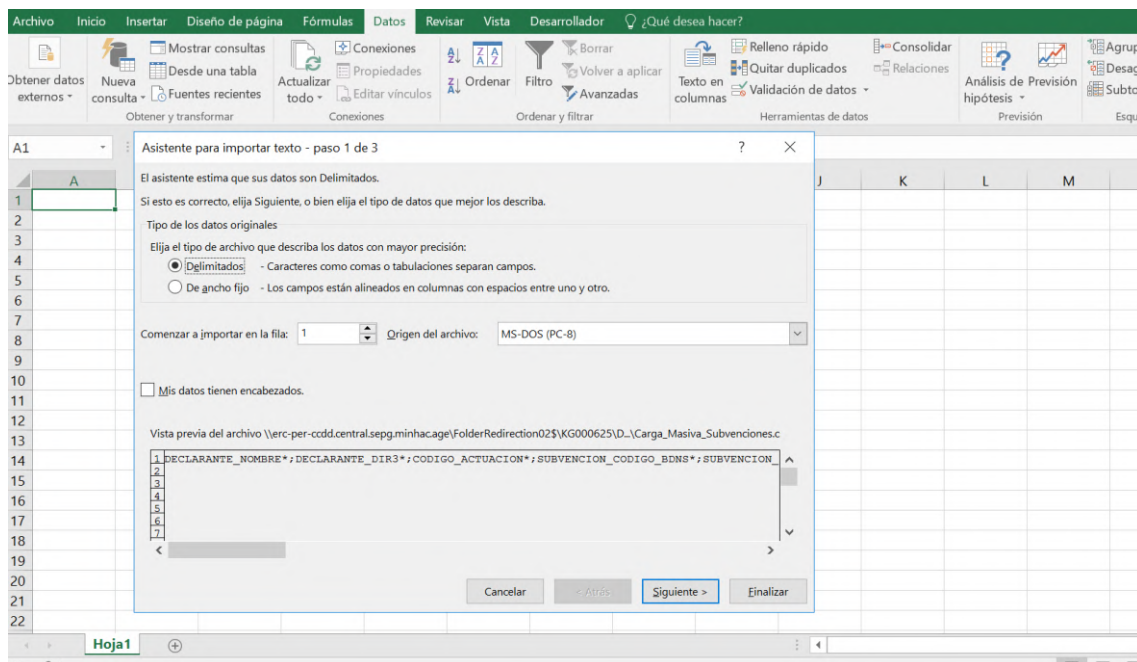 Archivo Inicio Insertar Diseño de página Fórmulas Datos Revisar Vista Desarrollador ¿Qué desea hacer?
Mostrar consultas Conexiones Borrar Relleno rápido Consolidar Agrup
Desde una tabla Propiedades Volver a aplicar Quitar duplicados Relaciones Desag
Obtener datos externos Nueva consulta Fuentes recientes Actualizar todo Editar vínculos Ordenar Filtro Avanzadas Texto en columnas Validación de datos Análisis de hipótesis Previsión Subto
Obtener y transformar Conexiones Ordenar y filtrar Herramientas de datos Previsión Esqu
A1
Asistente para importar texto - paso 1 de 3 ? ×
A J K L M
El asistente estima que sus datos son Delimitados.
Si esto es correcto, elija Siguiente, o bien elija el tipo de datos que mejor los describa.
Tipo de los datos originales
Elija el tipo de archivo que describa los datos con mayor precisión:
Delimitados - Caracteres como comas o tabulaciones separan campos.
De ancho fijo - Los campos están alineados en columnas con espacios entre uno y otro.
Comenzar a importar en la fila: 1 Origen del archivo: MS-DOS (PC-8)
Mis datos tienen encabezados.
Vista previa del archivo \\erc-per-ccdd.central.sepg.minhac.age\FolderRedirection02$\KG000625\D...\Carga_Masiva_Subvenciones.c
1 DECLARANTE_NOMBRE*;DECLARANTE_DIR3*;CODIGO_ACTUACION*;SUBVENCION_CODIGO_BDNS*;SUBVENCION_
2
3
4
5
6
7
Cancelar < Atrás Siguiente > Finalizar
1
2
3
4
5
6
7
8
9
10
11
12
13
14
15
16
17
18
19
20
21
22
Hoja1